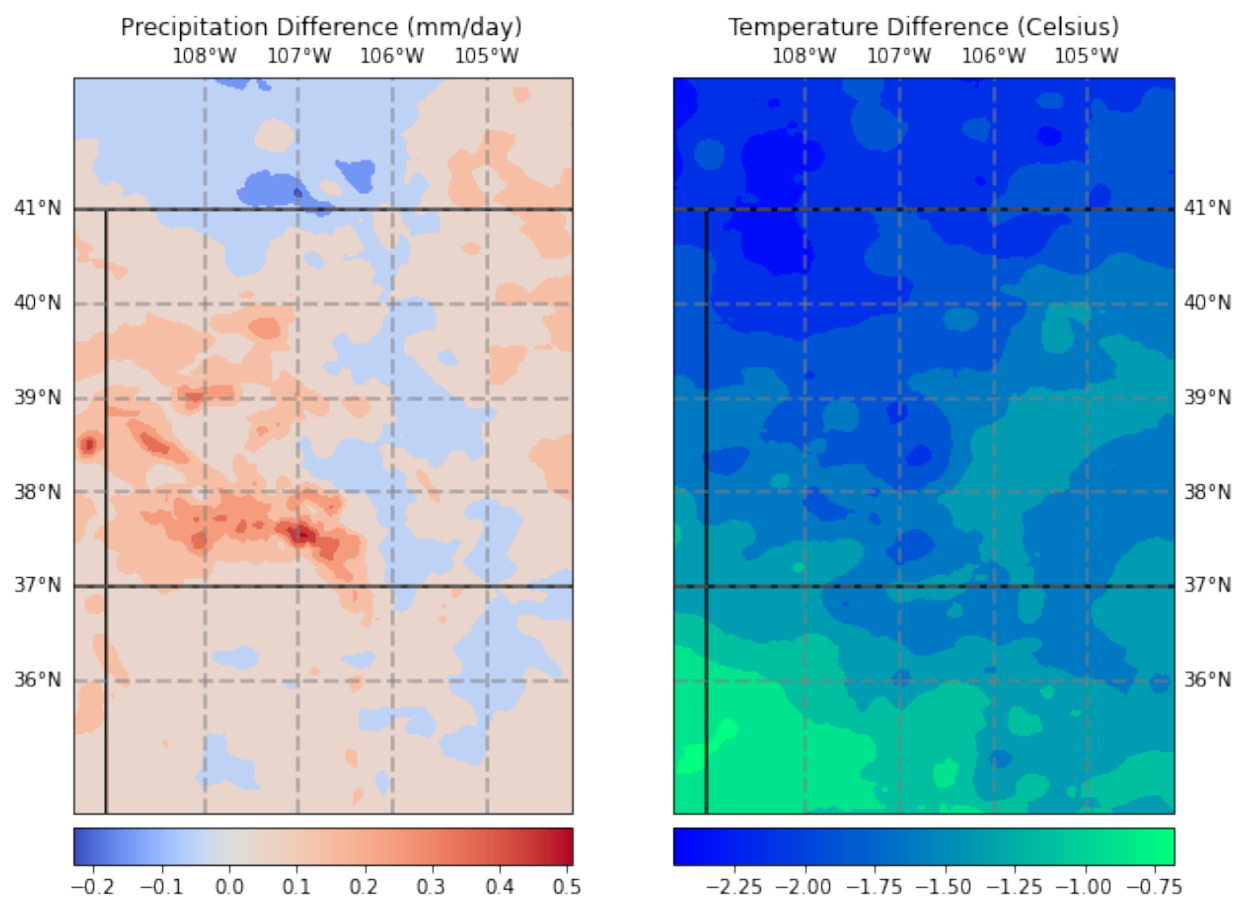 Precipitation Difference (mm/day)
108°W 107°W 106°W 105°W
41°N
40°N
39°N
38°N
37°N
36°N
−0.2 −0.1 0.0 0.1 0.2 0.3 0.4 0.5
Temperature Difference (Celsius)
108°W 107°W 106°W 105°W
41°N
40°N
39°N
38°N
37°N
36°N
−2.25 −2.00 −1.75 −1.50 −1.25 −1.00 −0.75